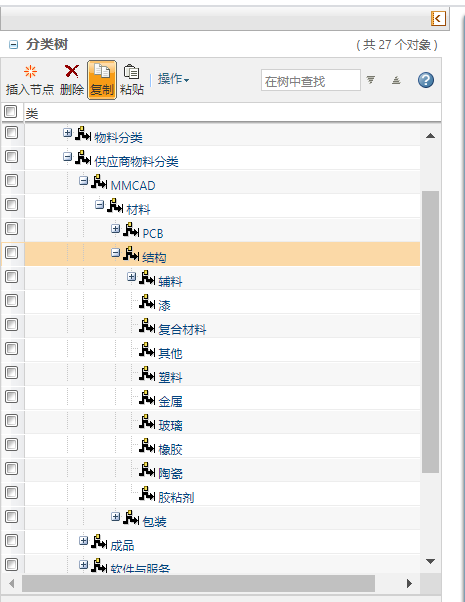 分类树 ( 共 27 个对象 )
插入节点 删除 复制 粘贴 操作 在树中查找
类
物料分类
供应商物料分类
MMCAD
材料
PCB
结构
辅料
漆
复合材料
其他
塑料
金属
玻璃
橡胶
陶瓷
胶粘剂
包装
成品
软件与服务